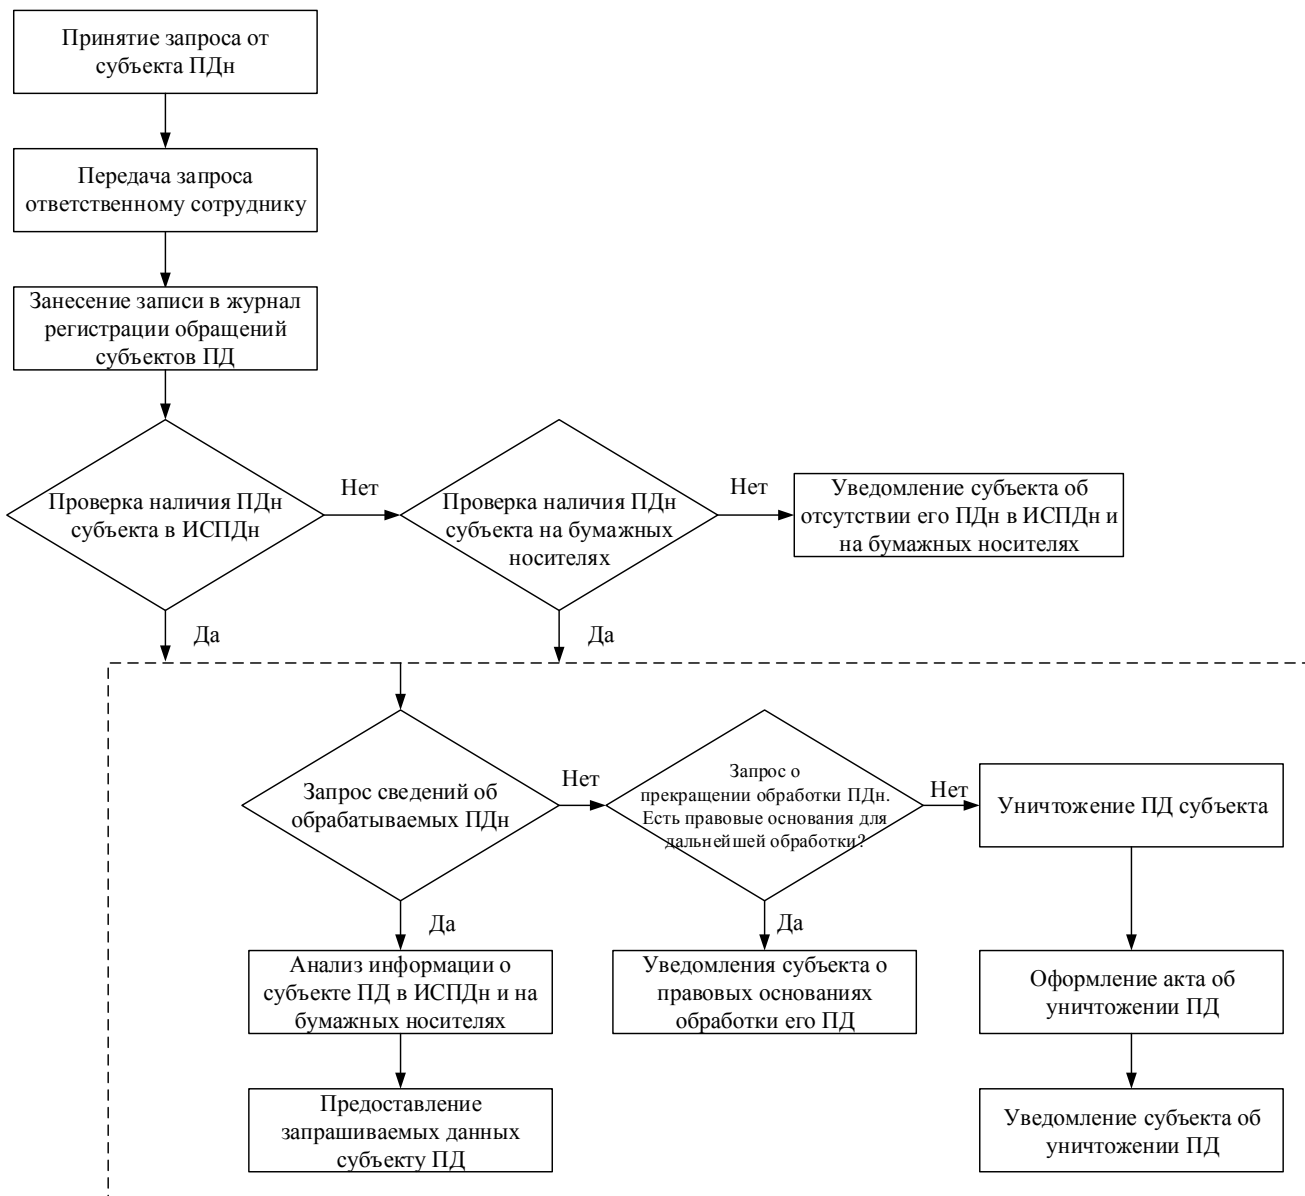 Принятие запроса от
субъекта ПДн
Передача запроса
ответственному сотруднику
Занесение записи в журнал
регистрации обращений
субъектов ПД
Проверка наличия ПДн
субъекта в ИСПДн
Нет
Проверка наличия ПДн
субъекта на бумажных
носителях
Нет
Уведомление субъекта об
отсутствии его ПДн в ИСПДн и
на бумажных носителях
Да
Да
Запрос сведений об
обрабатываемых ПДн
Нет
Запрос о
прекращении обработки ПДн.
Есть правовые основания для
дальнейшей обработки?
Нет
Уничтожение ПД субъекта
Да
Да
Анализ информации о
субъекте ПД в ИСПДн и на
бумажных носителях
Уведомления субъекта о
правовых основаниях
обработки его ПД
Оформление акта об
уничтожении ПД
Предоставление
запрашиваемых данных
субъекту ПД
Уведомление субъекта об
уничтожении ПД